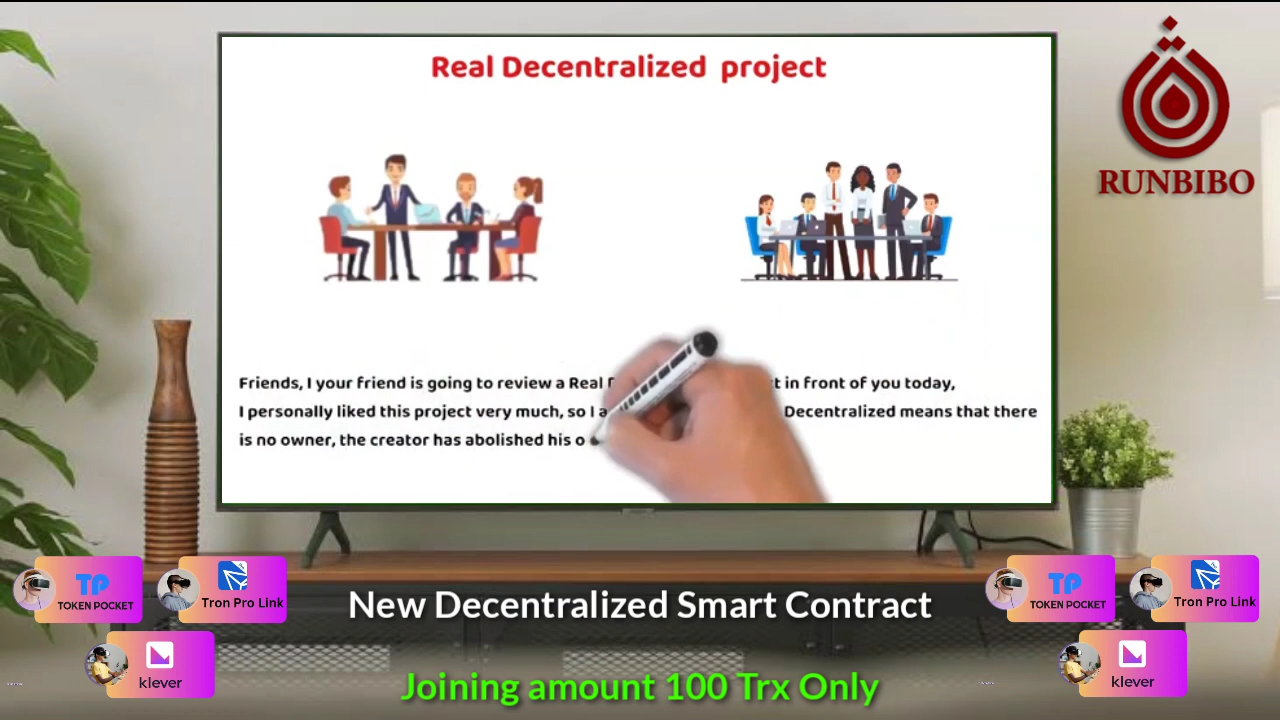 Real Decentralized project
RUNBIBO
Friends, I your friend is going to review a Real t in front of you today,
I personally liked this project very much, so I a Decentralized means that there
is no owner, the creator has abolished his o
TP
TOKEN POCKET
Tron Pro Link
klever
New Decentralized Smart Contract
Joining amount 100 Trx Only
TP
TOKEN POCKET
Tron Pro Link
klever